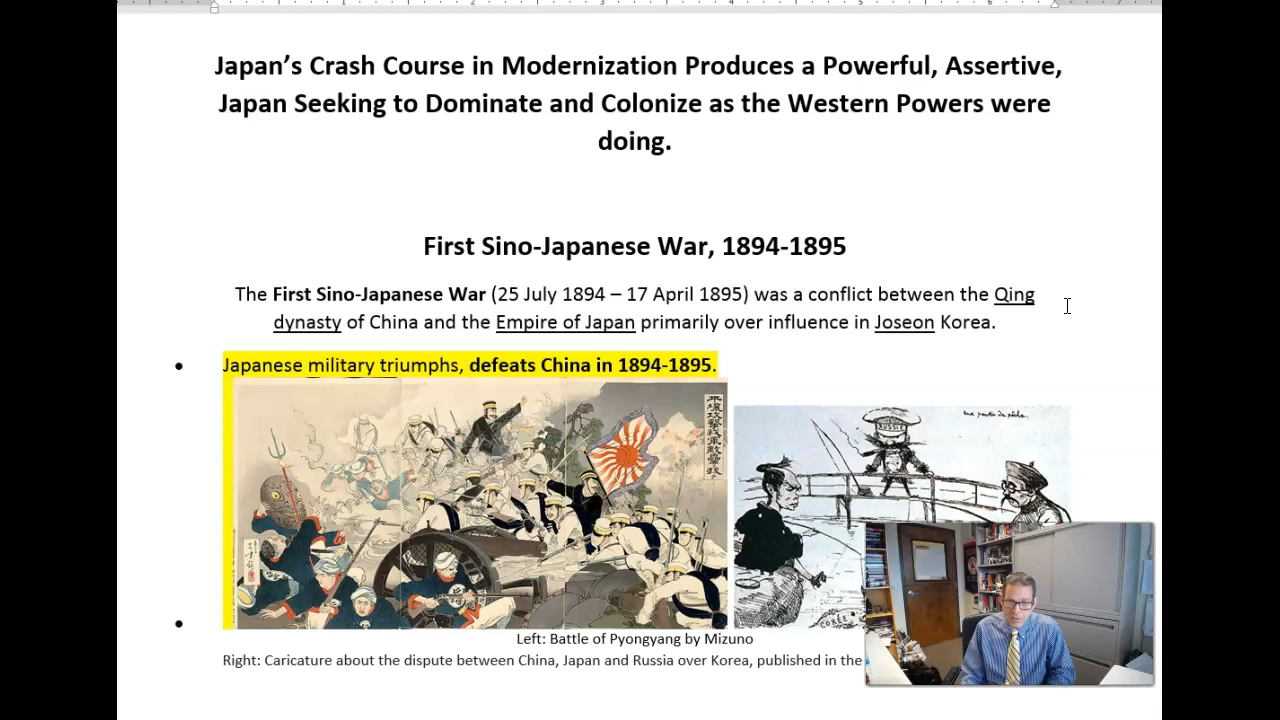 Japan’s Crash Course in Modernization Produces a Powerful, Assertive,
Japan Seeking to Dominate and Colonize as the Western Powers were
doing.
First Sino-Japanese War, 1894-1895
The First Sino-Japanese War (25 July 1894 – 17 April 1895) was a conflict between the Qing
dynasty of China and the Empire of Japan primarily over influence in Joseon Korea.
Japanese military triumphs, defeats China in 1894-1895.
RUSSIE
CORÉE
Left: Battle of Pyongyang by Mizuno
Right: Caricature about the dispute between China, Japan and Russia over Korea, published in the